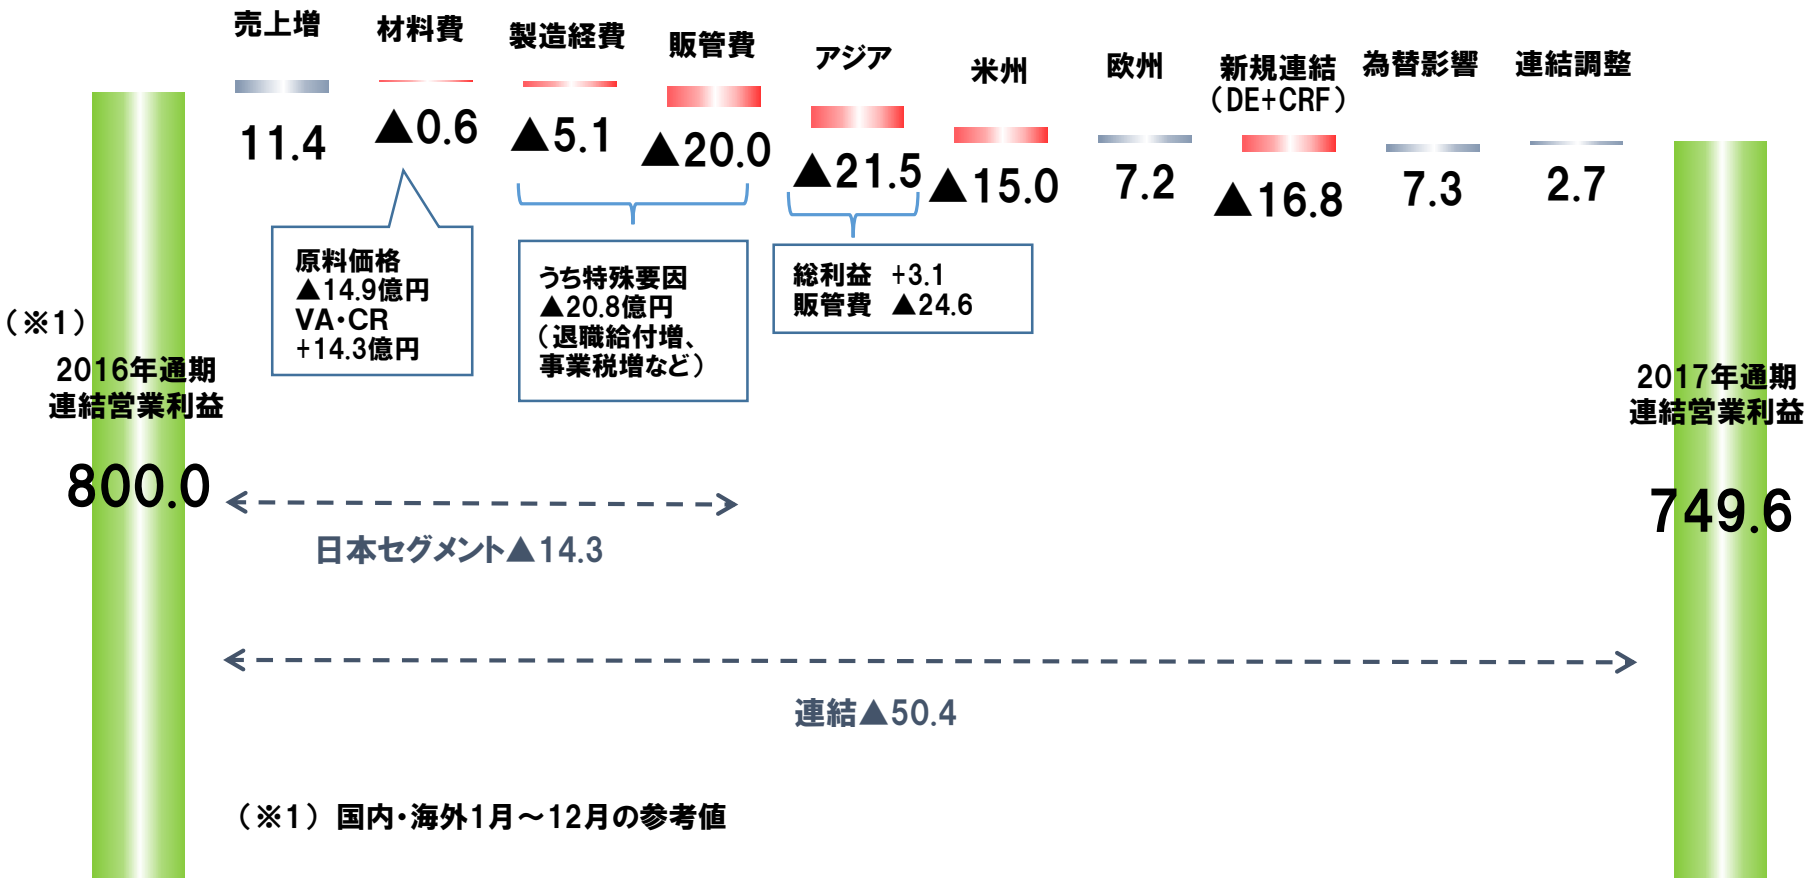 売上増
材料費
製造経費
販管費
アジア
米州
欧州
新規連結
（DE+CRF）
為替影響
連結調整
11.4
▲0.6
▲5.1
▲20.0
▲21.5
▲15.0
7.2
▲16.8
7.3
2.7
原料価格
▲14.9億円
VA・CR
+14.3億円
うち特殊要因
▲20.8億円
（退職給付増、
事業税増など）
総利益 +3.1
販管費 ▲24.6
（※1）
2016年通期
連結営業利益
800.0
2017年通期
連結営業利益
749.6
日本セグメント▲14.3
連結▲50.4
（※1） 国内・海外1月～12月の参考値